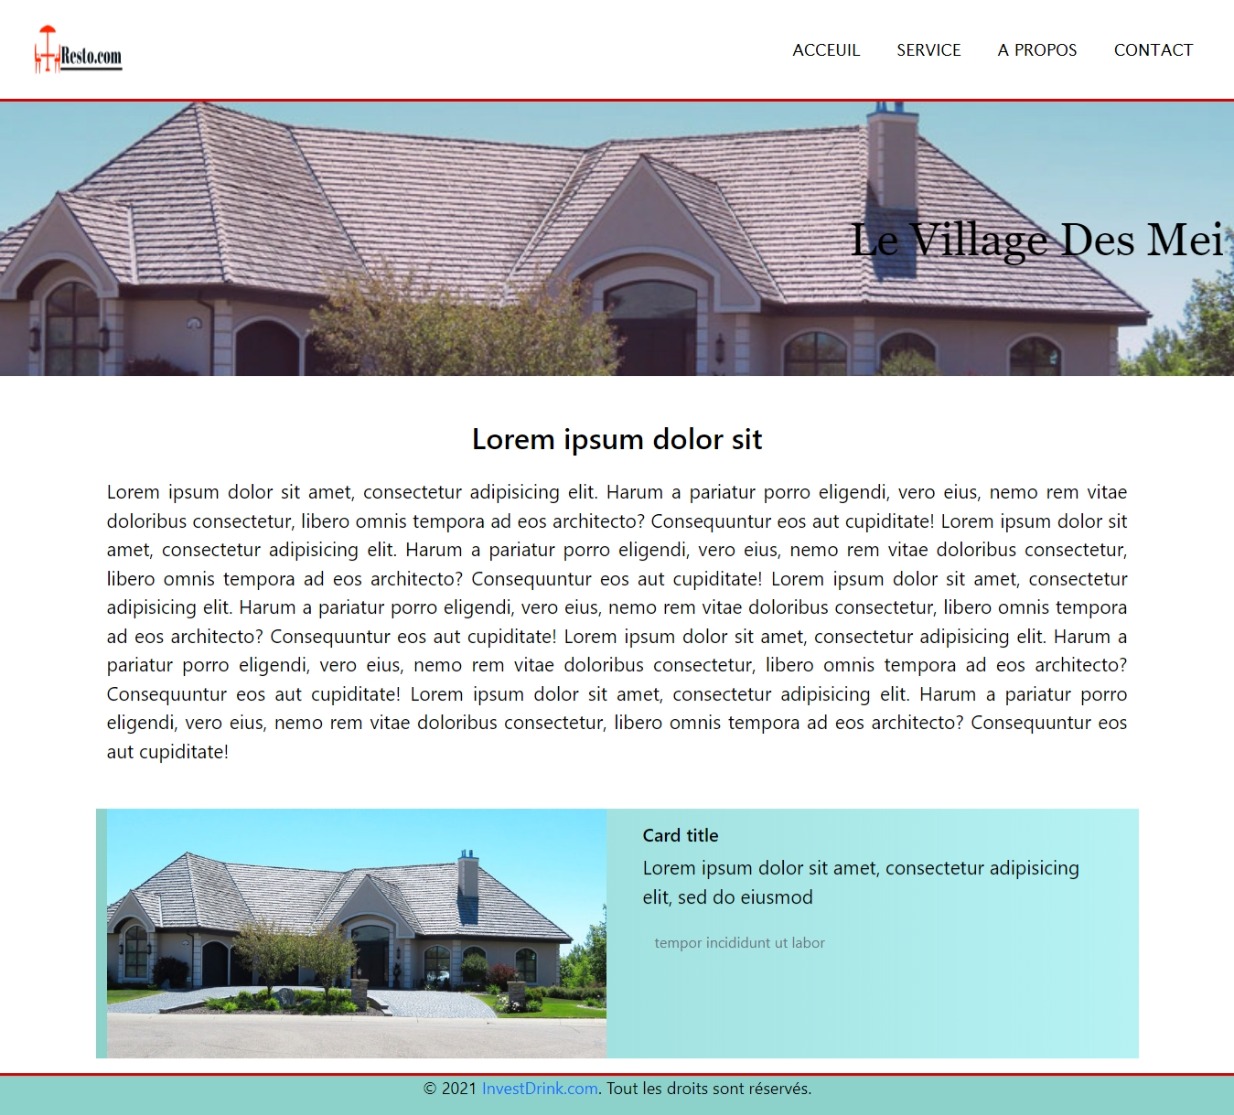 Resto.com
ACCEUIL SERVICE A PROPOS CONTACT
Le Village Des Mei
Lorem ipsum dolor sit
Lorem ipsum dolor sit amet, consectetur adipisicing elit. Harum a pariatur porro eligendi, vero eius, nemo rem vitae
doloribus consectetur, libero omnis tempora ad eos architecto? Consequuntur eos aut cupiditate! Lorem ipsum dolor sit
amet, consectetur adipisicing elit. Harum a pariatur porro eligendi, vero eius, nemo rem vitae doloribus consectetur,
libero omnis tempora ad eos architecto? Consequuntur eos aut cupiditate! Lorem ipsum dolor sit amet, consectetur
adipisicing elit. Harum a pariatur porro eligendi, vero eius, nemo rem vitae doloribus consectetur, libero omnis tempora
ad eos architecto? Consequuntur eos aut cupiditate! Lorem ipsum dolor sit amet, consectetur adipisicing elit. Harum a
pariatur porro eligendi, vero eius, nemo rem vitae doloribus consectetur, libero omnis tempora ad eos architecto?
Consequuntur eos aut cupiditate! Lorem ipsum dolor sit amet, consectetur adipisicing elit. Harum a pariatur porro
eligendi, vero eius, nemo rem vitae doloribus consectetur, libero omnis tempora ad eos architecto? Consequuntur eos
aut cupiditate!
Card title
Lorem ipsum dolor sit amet, consectetur adipisicing
elit, sed do eiusmod
tempor incididunt ut labor
© 2021 InvestDrink.com. Tout les droits sont réservés.